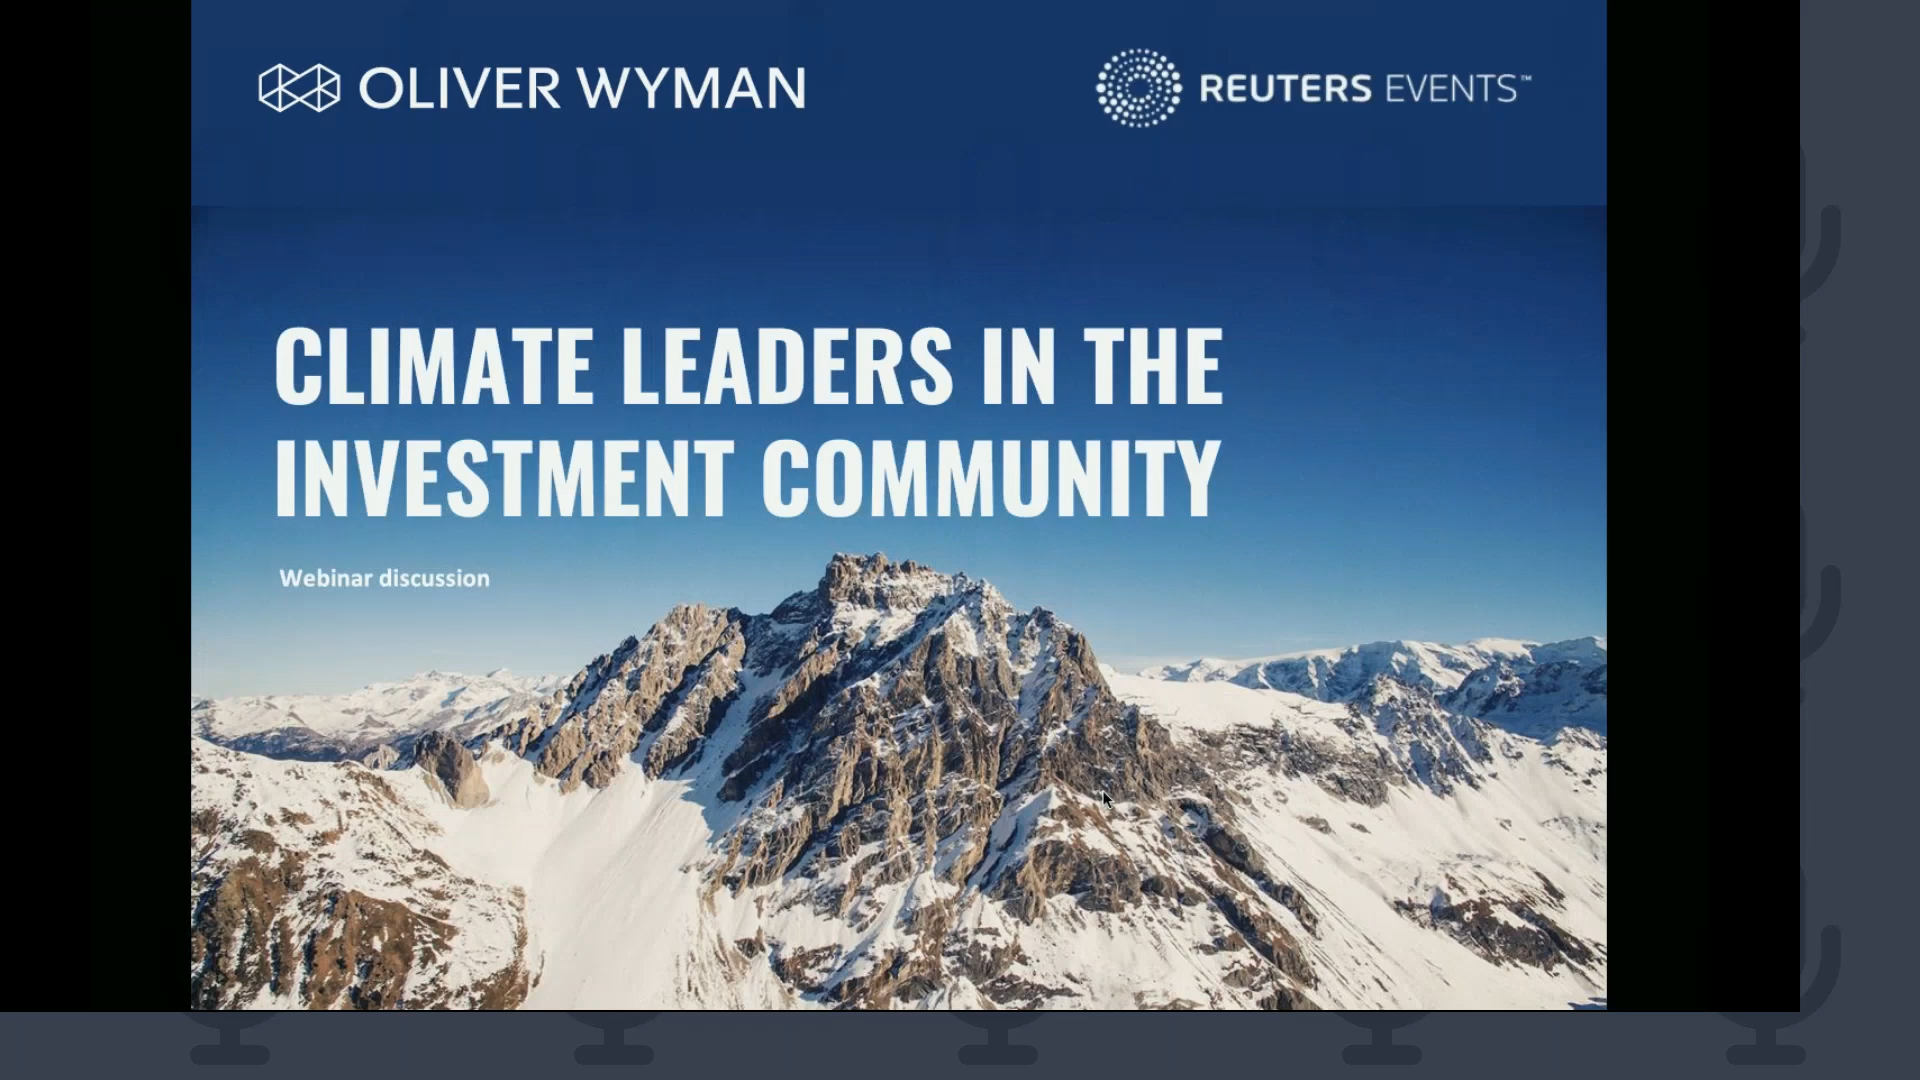 OLIVER WYMAN
REUTERS EVENTS™
CLIMATE LEADERS IN THE
INVESTMENT COMMUNITY
Webinar discussion